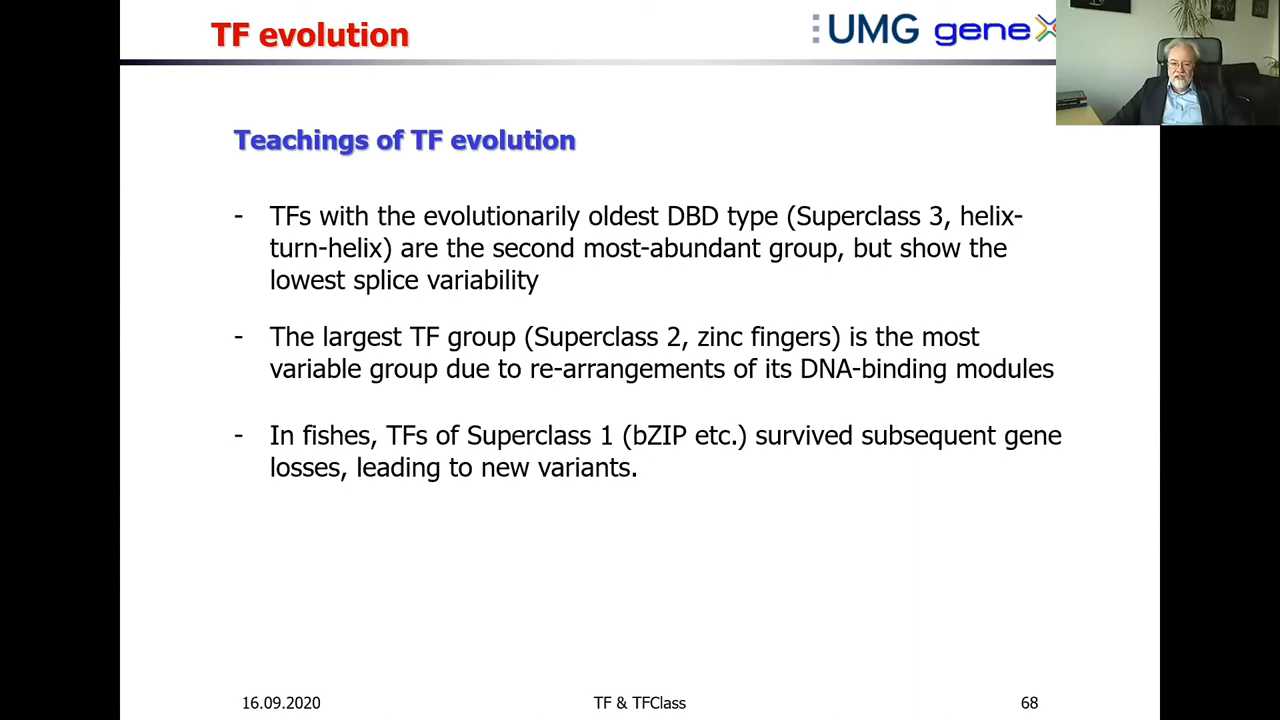 TF evolution
UMG gene
Teachings of TF evolution
- TFs with the evolutionarily oldest DBD type (Superclass 3, helix-
turn-helix) are the second most-abundant group, but show the
lowest splice variability
- The largest TF group (Superclass 2, zinc fingers) is the most
variable group due to re-arrangements of its DNA-binding modules
- In fishes, TFs of Superclass 1 (bZIP etc.) survived subsequent gene
losses, leading to new variants.
16.09.2020 TF & TFClass 68